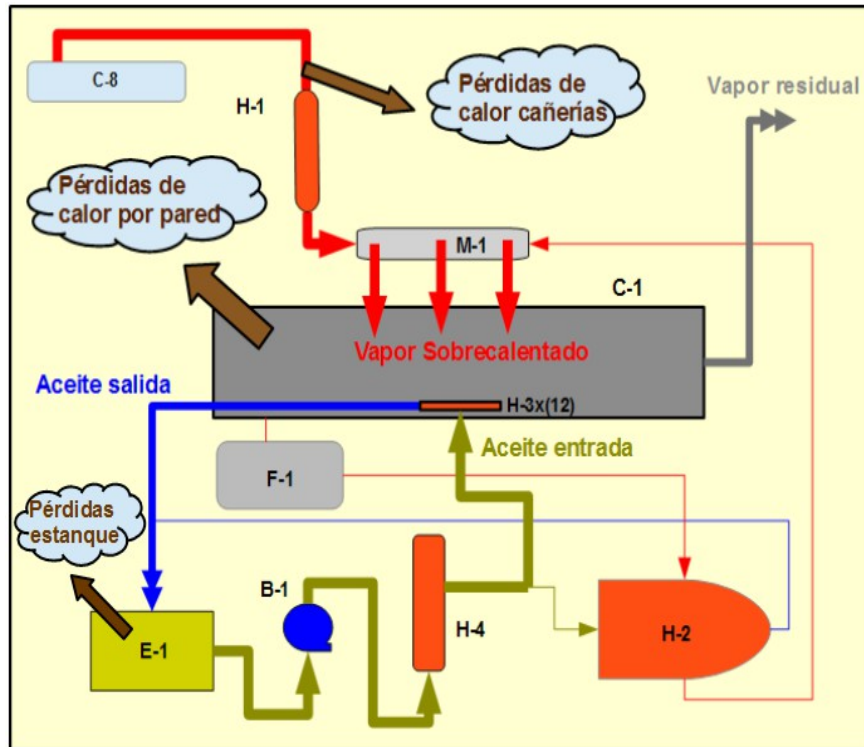 C-8
H-1
Pérdidas de
calor cañerías
Vapor residual
Pérdidas de
calor por pared
M-1
C-1
Vapor Sobrecalentado
Aceite salida
H-3x(12)
Aceite entrada
F-1
Pérdidas
estanque
B-1
H-4
E-1
H-2